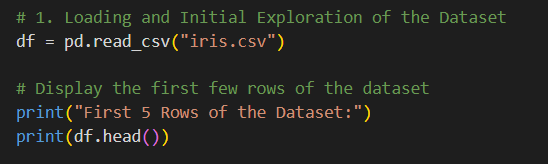 # 1. Loading and Initial Exploration of the Dataset
df = pd.read_csv("iris.csv")
# Display the first few rows of the dataset
print("First 5 Rows of the Dataset:")
print(df.head())